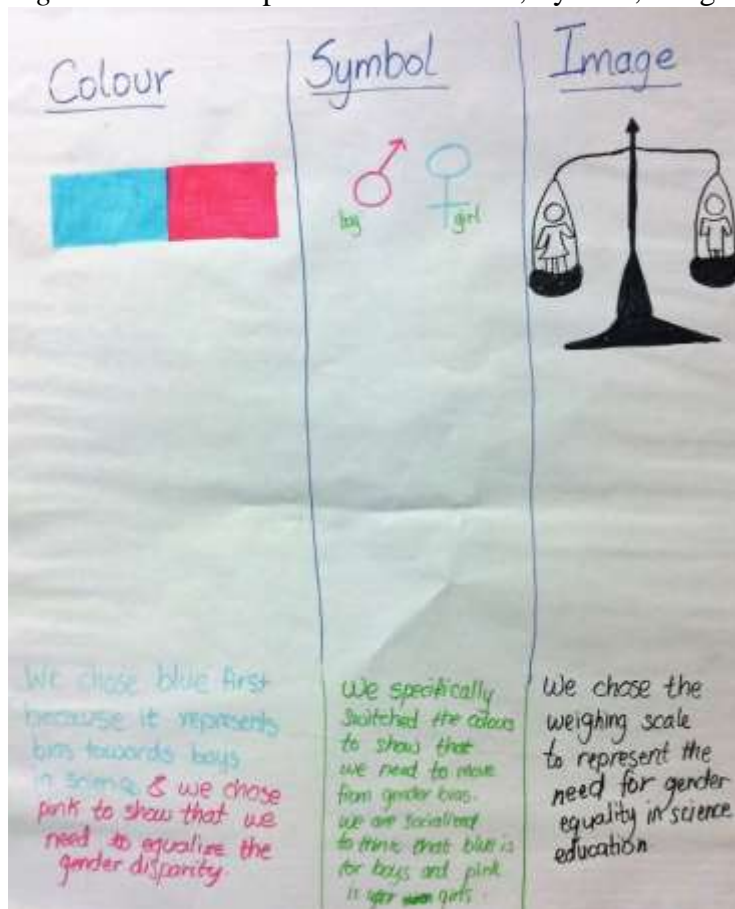 Colour
We chose blue first
because it represents
bias towards boys
in science & we chose
pink to show that we
need to equalize the
gender disparity.
Symbol
boy
girl
We specifically
switched the colours
to show that
we need to move
from gender bias.
we are socialised
to think that blue is
for boys and pink
is girls.
Image
We chose the
weighing scale
to represent the
need for gender
equality in science
education